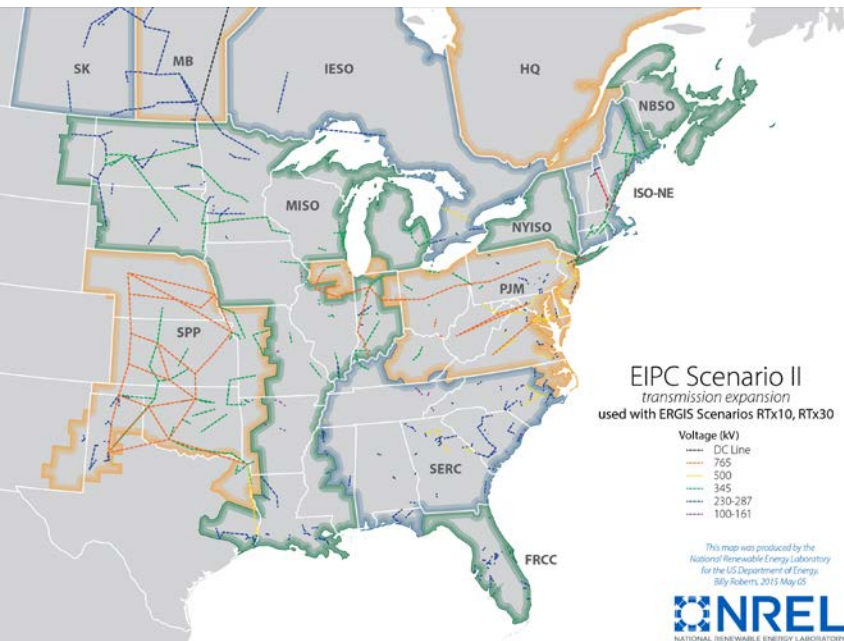 SK
MB
IESO
HQ
NBSO
MISO
NYISO
ISO-NE
PJM
SPP
SERC
FRCC
EIPC Scenario II
transmission expansion
used with ERGIS Scenarios RTx10, RTx30
Voltage (kV)
DC Line
765
500
345
230-287
100-161
This map was produced by the
National Renewable Energy Laboratory
for the US Department of Energy.
Billy Roberts, 2015 May 05
NREL
NATIONAL RENEWABLE ENERGY LABORATORY